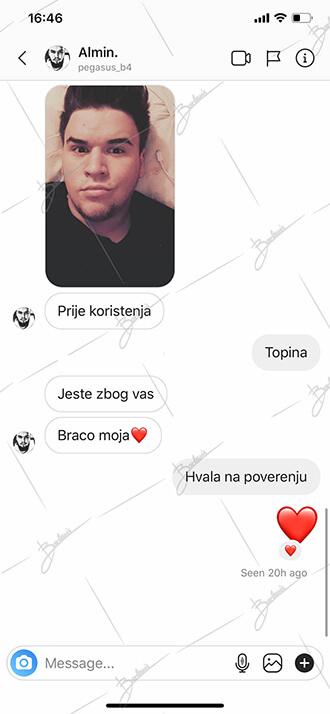 16:46
Almin.
pegasus_b4
Prije koristenja
Topina
Jeste zbog vas
Braco moja❤️
Hvala na poverenju
❤️
❤️
Seen 20h ago
Message...